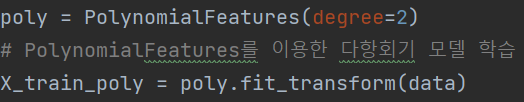 poly = PolynomialFeatures(degree=2)
# PolynomialFeatures를 이용한 다항회기 모델 학습
X_train_poly = poly.fit_transform(data)